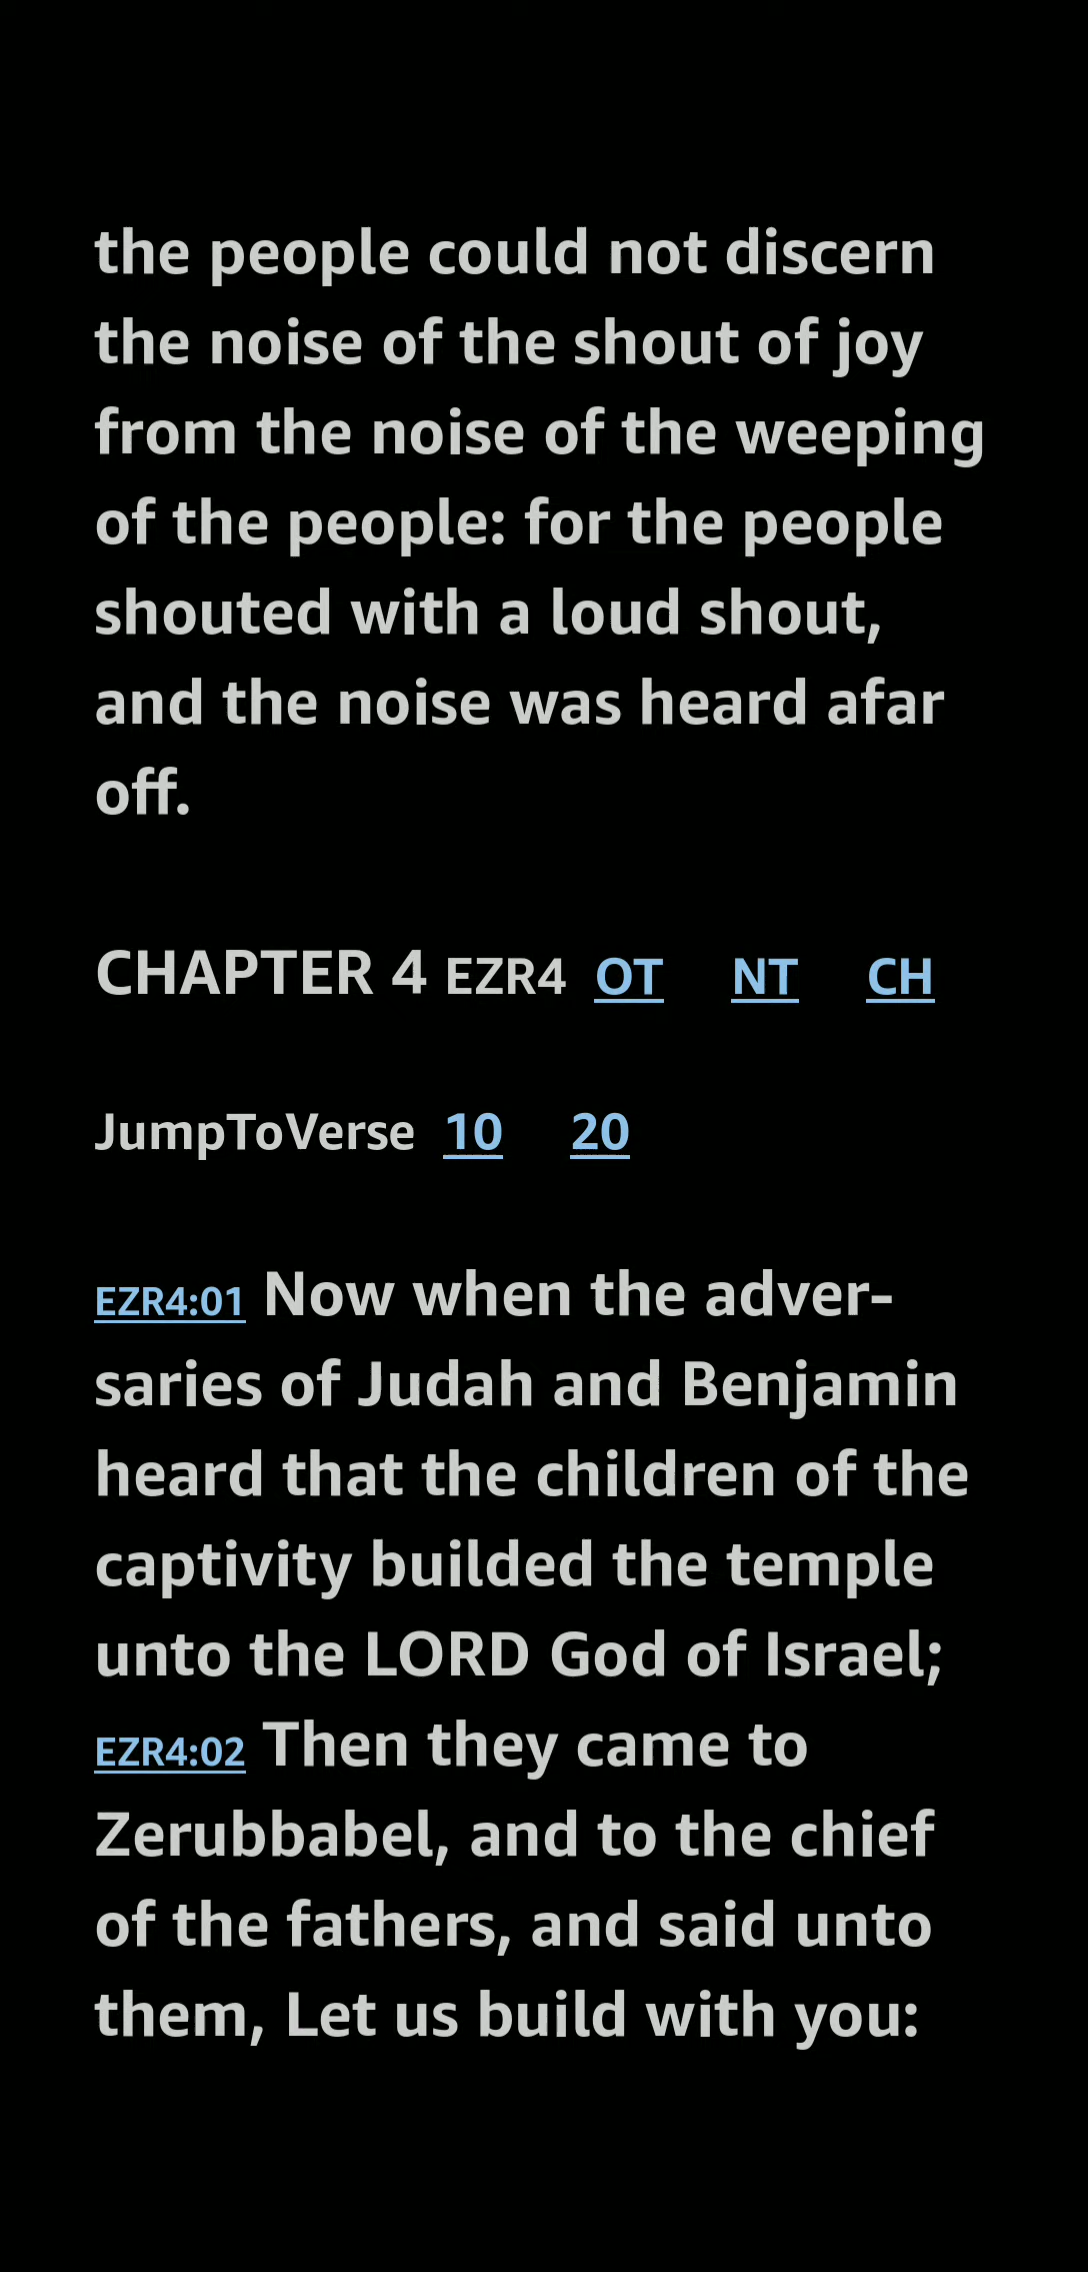 the people could not discern
the noise of the shout of joy
from the noise of the weeping
of the people: for the people
shouted with a loud shout,
and the noise was heard afar
off.
CHAPTER 4 EZR4 OT NT CH
JumpToVerse 10 20
EZR4:01 Now when the adver-
saries of Judah and Benjamin
heard that the children of the
captivity builded the temple
unto the LORD God of Israel;
EZR4:02 Then they came to
Zerubbabel, and to the chief
of the fathers, and said unto
them, Let us build with you: